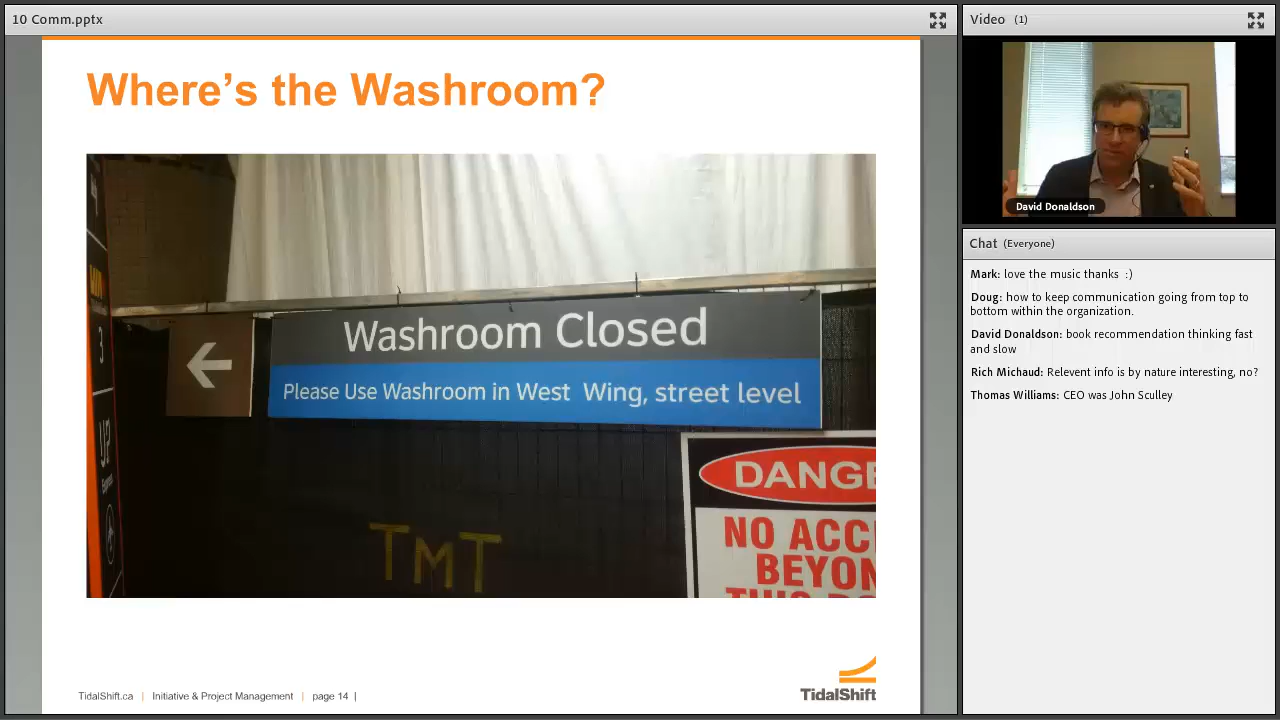 10 Comm.pptx
Where's the Washroom?
3
UP
Express
Washroom Closed
Please Use Washroom in West Wing, street level
TMT
DANGE
NO ACC
BEYON
TidalShift.ca | Initiative & Project Management | page 14 |
TidalShift
Video (1)
David Donaldson
Chat (Everyone)
Mark: love the music thanks :)
Doug: how to keep communication going from top to
bottom within the organization.
David Donaldson: book recommendation thinking fast
and slow
Rich Michaud: Relevent info is by nature interesting, no?
Thomas Williams: CEO was John Sculley